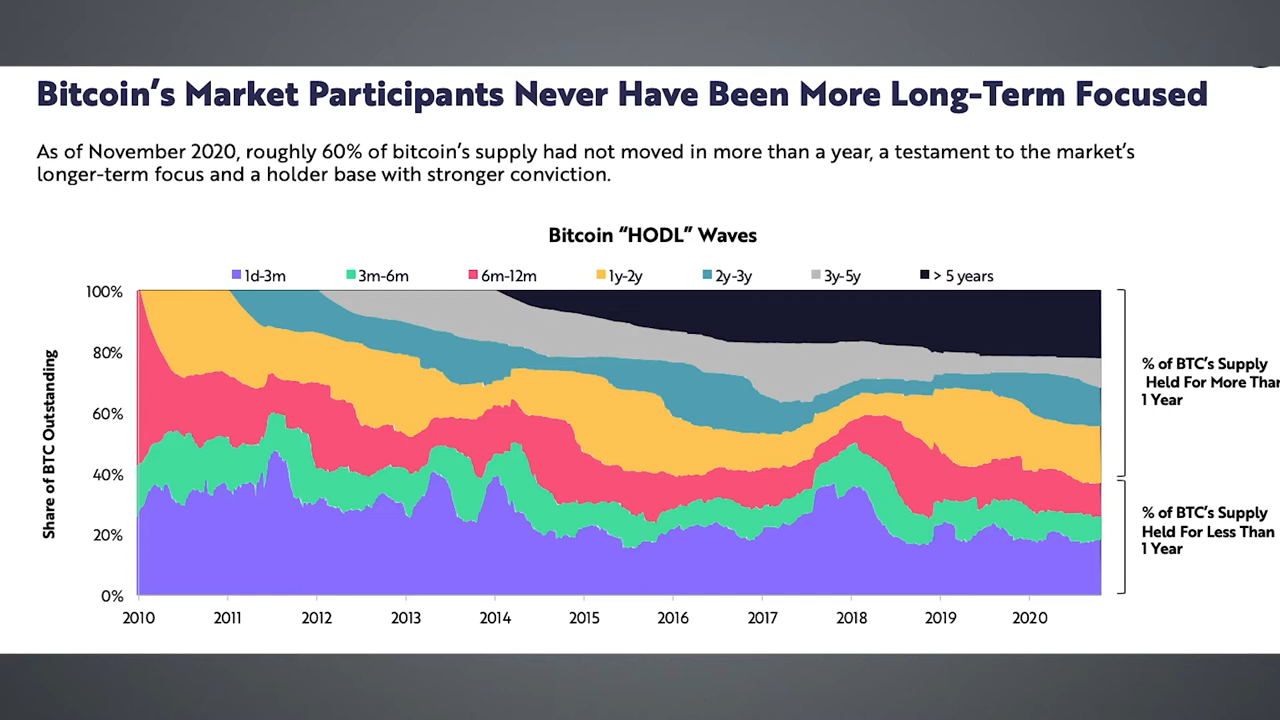 Bitcoin's Market Participants Never Have Been More Long-Term Focused
As of November 2020, roughly 60% of bitcoin's supply had not moved in more than a year, a testament to the market's
longer-term focus and a holder base with stronger conviction.
Bitcoin "HODL" Waves
1d-3m 3m-6m 6m-12m 1y-2y 2y-3y 3y-5y > 5 years
Share of BTC Outstanding
100%
80%
60%
40%
20%
0%
2010 2011 2012 2013 2014 2015 2016 2017 2018 2019 2020
% of BTC's Supply
Held For More
1 Year
% of BTC's Supply
Held For Less Than
1 Year